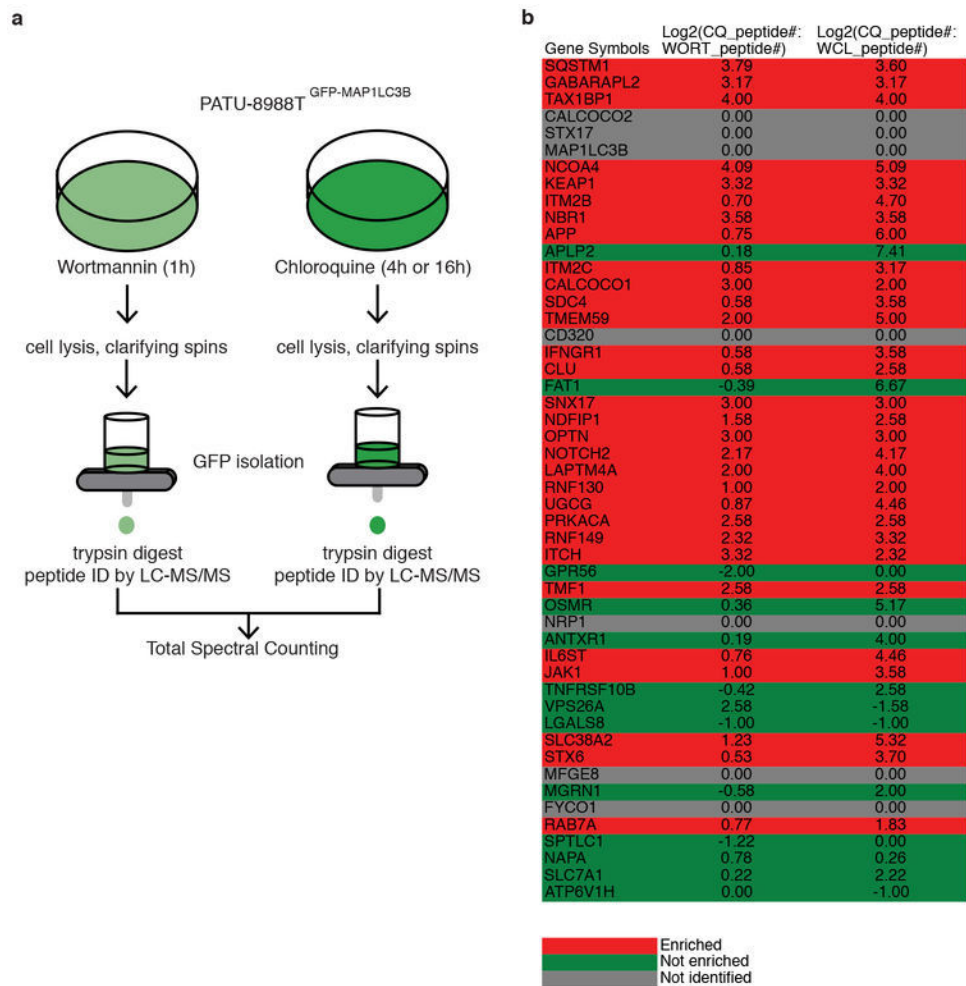 a
PATU-8988T GFP-MAP1LC3B
Wortmannin (1h) Chloroquine (4h or 16h)
cell lysis, clarifying spins cell lysis, clarifying spins
GFP isolation
trypsin digest trypsin digest
peptide ID by LC-MS/MS peptide ID by LC-MS/MS
Total Spectral Counting
b
Log2(CQ_peptide#: Log2(CQ_peptide#:
Gene Symbols WORT_peptide#) WCL_peptide#)
SQSTM1 3.79 3.60
GABARAPL2 3.17 3.17
TAX1BP1 4.00 4.00
CALCOCO2 0.00 0.00
STX17 0.00 0.00
MAP1LC3B 0.00 0.00
NCOA4 4.09 5.09
KEAP1 3.32 3.32
ITM2B 0.70 4.70
NBR1 3.58 3.58
APP 0.75 6.00
APLP2 0.18 7.41
ITM2C 0.85 3.17
CALCOCO1 3.00 2.00
SDC4 0.58 3.58
TMEM59 2.00 5.00
CD320 0.00 0.00
IFNGR1 0.58 3.58
CLU 0.58 2.58
FAT1 -0.39 6.67
SNX17 3.00 3.00
NDFIP1 1.58 2.58
OPTN 3.00 3.00
NOTCH2 2.17 4.17
LAPTM4A 2.00 4.00
RNF130 1.00 2.00
UGCG 0.87 4.46
PRKACA 2.58 2.58
RNF149 2.32 3.32
ITCH 3.32 2.32
GPR56 -2.00 0.00
TMF1 2.58 2.58
OSMR 0.36 5.17
NRP1 0.00 0.00
ANTXR1 0.19 4.00
IL6ST 0.76 4.46
JAK1 1.00 3.58
TNFRSF10B -0.42 2.58
VPS26A 2.58 -1.58
LGALS8 -1.00 -1.00
SLC38A2 1.23 5.32
STX6 0.53 3.70
MFGE8 0.00 0.00
MGRN1 -0.58 2.00
FYCO1 0.00 0.00
RAB7A 0.77 1.83
SPTLC1 -1.22 0.00
NAPA 0.78 0.26
SLC7A1 0.22 2.22
ATP6V1H 0.00 -1.00
Enriched
Not enriched
Not identified